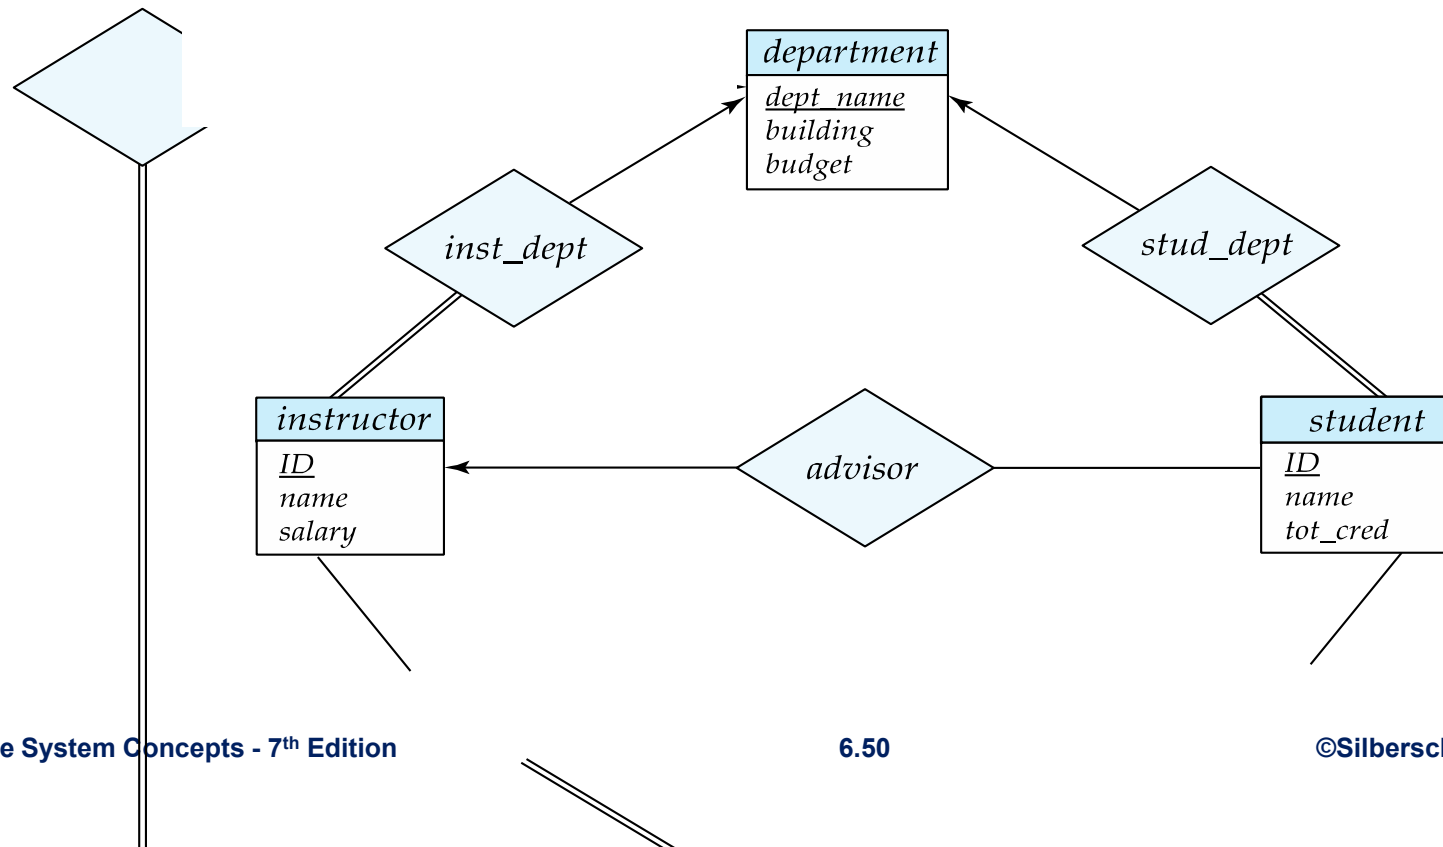 department
dept_name
building
budget
inst_dept
stud_dept
instructor
ID
name
salary
advisor
student
ID
name
tot_cred
e System Concepts - 7th Edition
6.50
©Silbersch